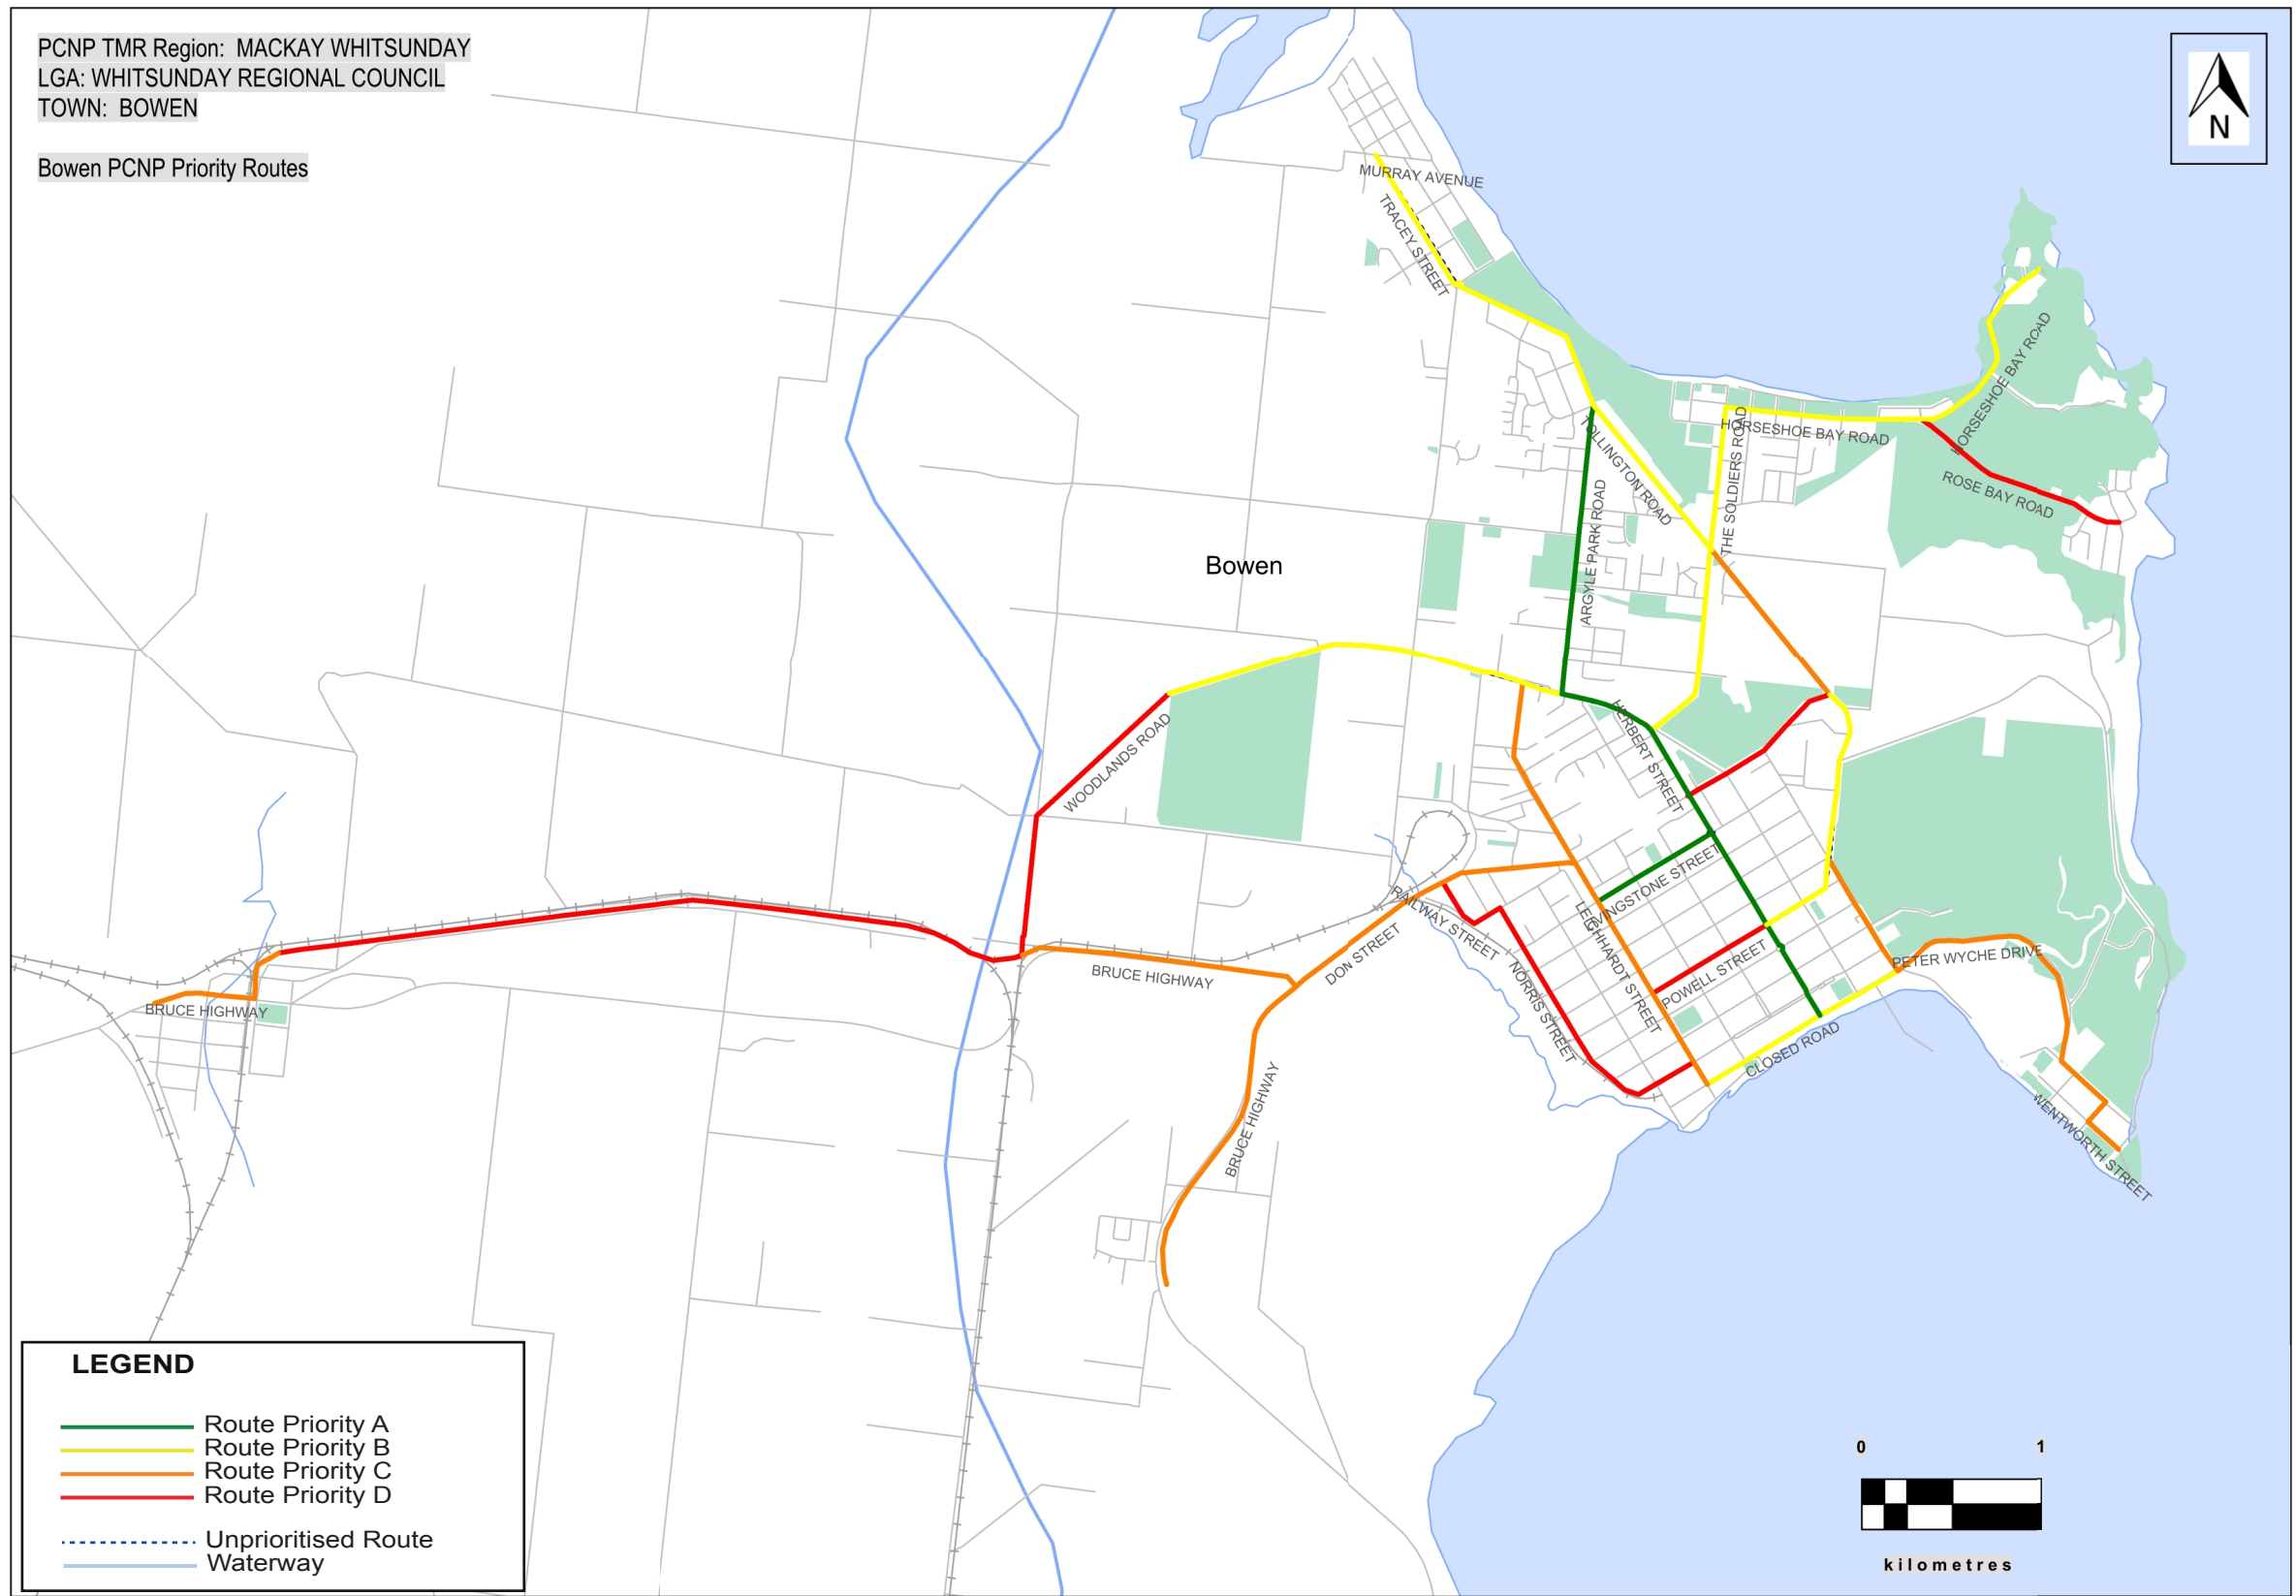 PCNP TMR Region:  MACKAY WHITSUNDAY
LGA: WHITSUNDAY REGIONAL COUNCIL
TOWN:  BOWEN
Bowen PCNP Priority Routes
N
MURRAY AVENUE
TRACEY STREET
HORSESHOE BAY ROAD
HORSESHOE BAY ROAD
TOLLINGTON ROAD
THE SOLDIERS ROAD
ROSE BAY ROAD
ARGYLE PARK ROAD
Bowen
WOODLANDS ROAD
HERBERT STREET
LIVINGSTONE STREET
RAILWAY STREET
LEICHHARDT STREET
DON STREET
NORRIS STREET
POWELL STREET
PETER WYCHE DRIVE
BRUCE HIGHWAY
BRUCE HIGHWAY
CLOSED ROAD
BRUCE HIGHWAY
WENTWORTH STREET
LEGEND
Route Priority A
Route Priority B
Route Priority C
Route Priority D
Unprioritised Route
Waterway
0 1
kilometres